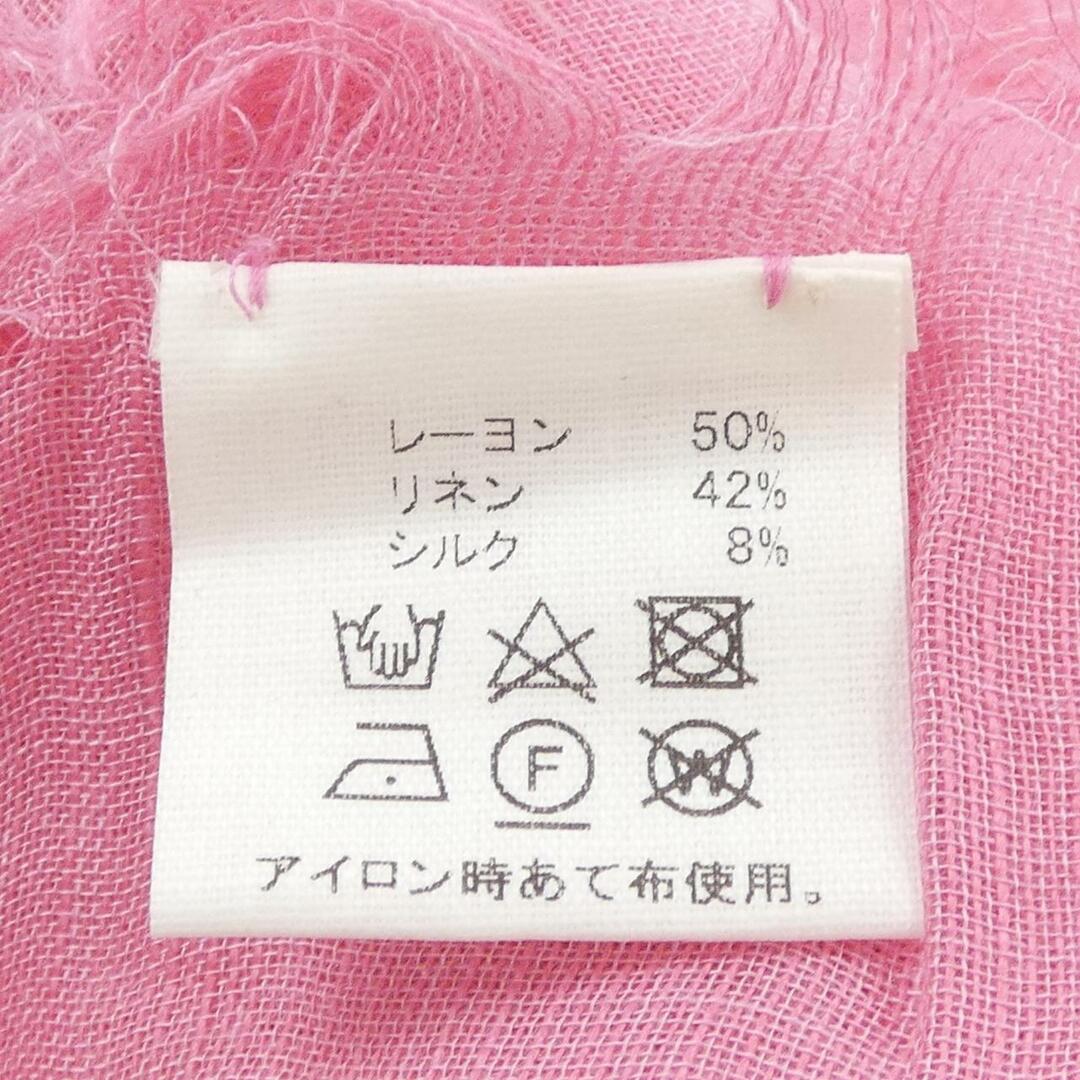 レーヨン 50%
リネン 42%
シルク 8%
F W
アイロン時あて布使用。